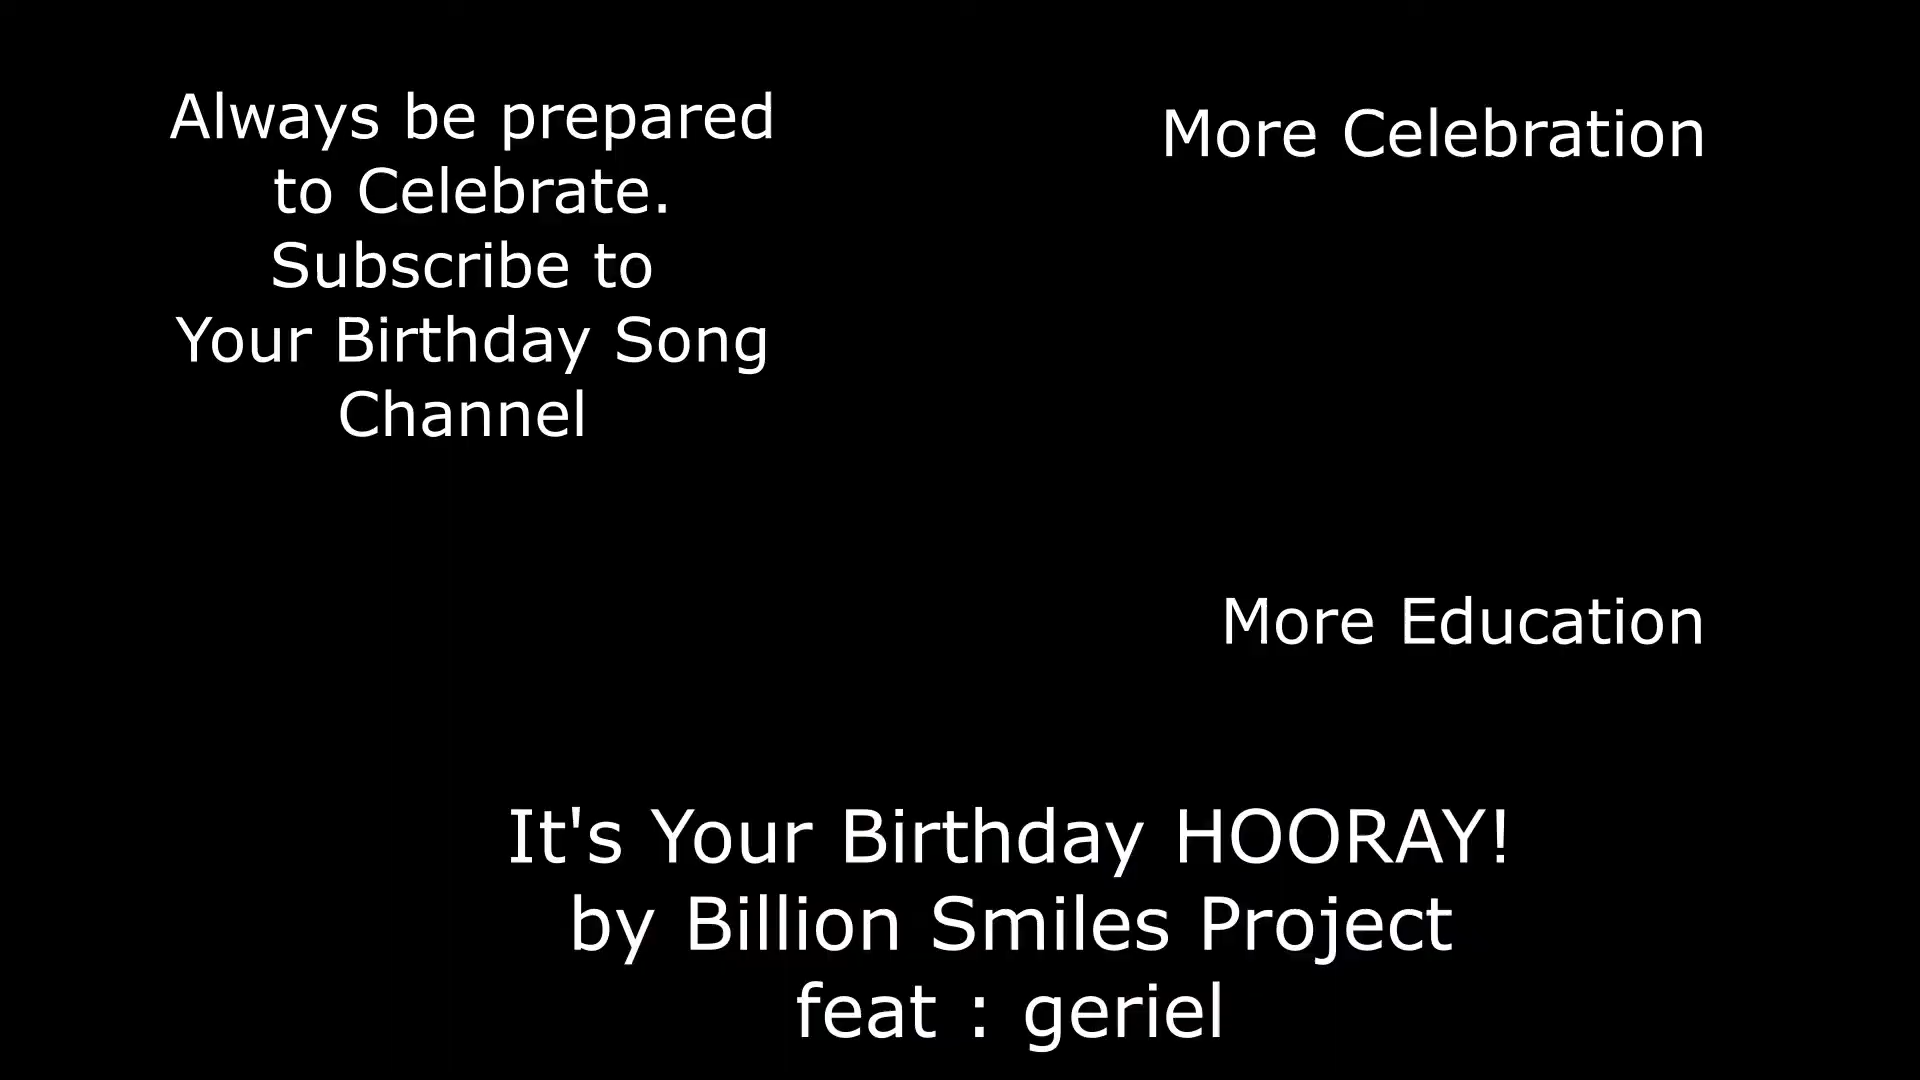 Always be prepared
to Celebrate.
Subscribe to
Your Birthday Song
Channel
More Celebration
More Education
It's Your Birthday HOORAY!
by Billion Smiles Project
feat : geriel